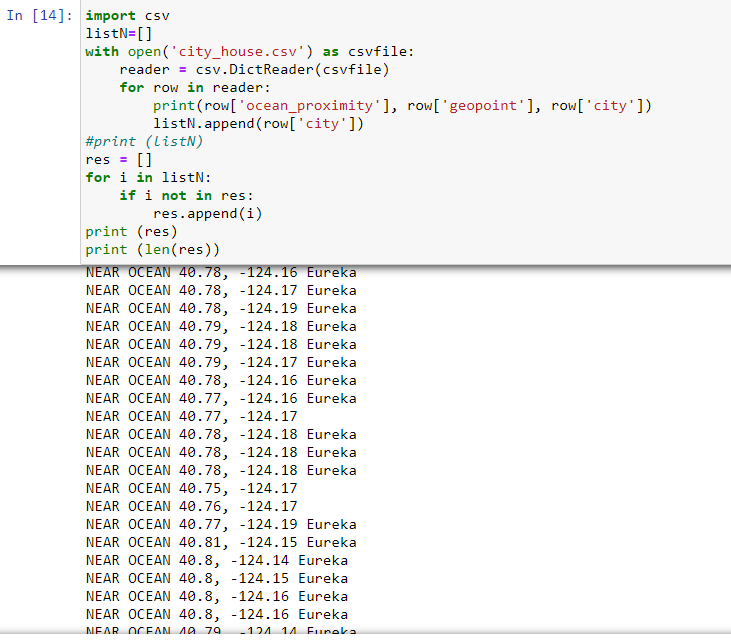 In [14]: import csv
listN=[]
with open('city_house.csv') as csvfile:
    reader = csv.DictReader(csvfile)
    for row in reader:
        print(row['ocean_proximity'], row['geopoint'], row['city'])
        listN.append(row['city'])
#print (listN)
res = []
for i in listN:
    if i not in res:
        res.append(i)
print (res)
print (len(res))
NEAR OCEAN 40.78, -124.16 Eureka
NEAR OCEAN 40.78, -124.17 Eureka
NEAR OCEAN 40.78, -124.19 Eureka
NEAR OCEAN 40.79, -124.18 Eureka
NEAR OCEAN 40.79, -124.18 Eureka
NEAR OCEAN 40.79, -124.17 Eureka
NEAR OCEAN 40.78, -124.16 Eureka
NEAR OCEAN 40.77, -124.16 Eureka
NEAR OCEAN 40.77, -124.17
NEAR OCEAN 40.78, -124.18 Eureka
NEAR OCEAN 40.78, -124.18 Eureka
NEAR OCEAN 40.78, -124.18 Eureka
NEAR OCEAN 40.75, -124.17
NEAR OCEAN 40.76, -124.17
NEAR OCEAN 40.77, -124.19 Eureka
NEAR OCEAN 40.81, -124.15 Eureka
NEAR OCEAN 40.8, -124.14 Eureka
NEAR OCEAN 40.8, -124.15 Eureka
NEAR OCEAN 40.8, -124.16 Eureka
NEAR OCEAN 40.8, -124.16 Eureka
NEAR OCEAN 40.79, -124.14 Eureka